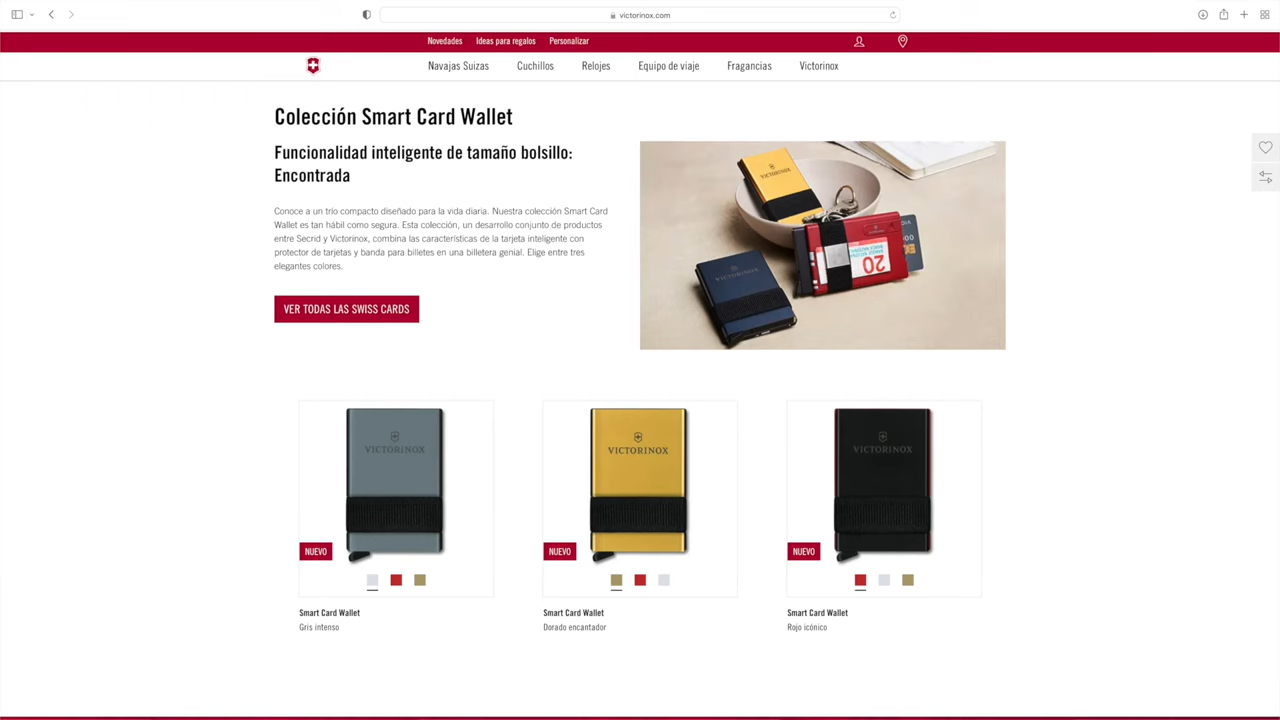 victorinox.com
Novedades Ideas para regalos Personalizar
Navajas Suizas Cuchillos Relojes Equipo de viaje Fragancias Victorinox
Colección Smart Card Wallet
Funcionalidad inteligente de tamaño bolsillo:
Encontrada
Conoce a un trío compacto diseñado para la vida diaria. Nuestra colección Smart Card
Wallet es tan hábil como segura. Esta colección, un desarrollo conjunto de productos
entre Secrid y Victorinox, combina las características de la tarjeta inteligente con
protector de tarjetas y banda para billetes en una billetera genial. Elige entre tres
elegantes colores.
VER TODAS LAS SWISS CARDS
VICTORINOX
VICTORINOX
20
VICTORINOX
VICTORINOX
VICTORINOX
NUEVO
NUEVO
NUEVO
Smart Card Wallet
Gris intenso
Smart Card Wallet
Dorado encantador
Smart Card Wallet
Rojo icónico